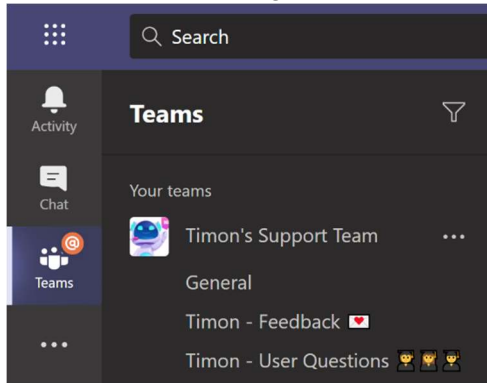 Search
Activity
Teams
Chat
Your teams
Timon's Support Team
Teams
General
Timon - Feedback 💌
Timon - User Questions 👨‍🎓👩‍🎓👨‍🎓